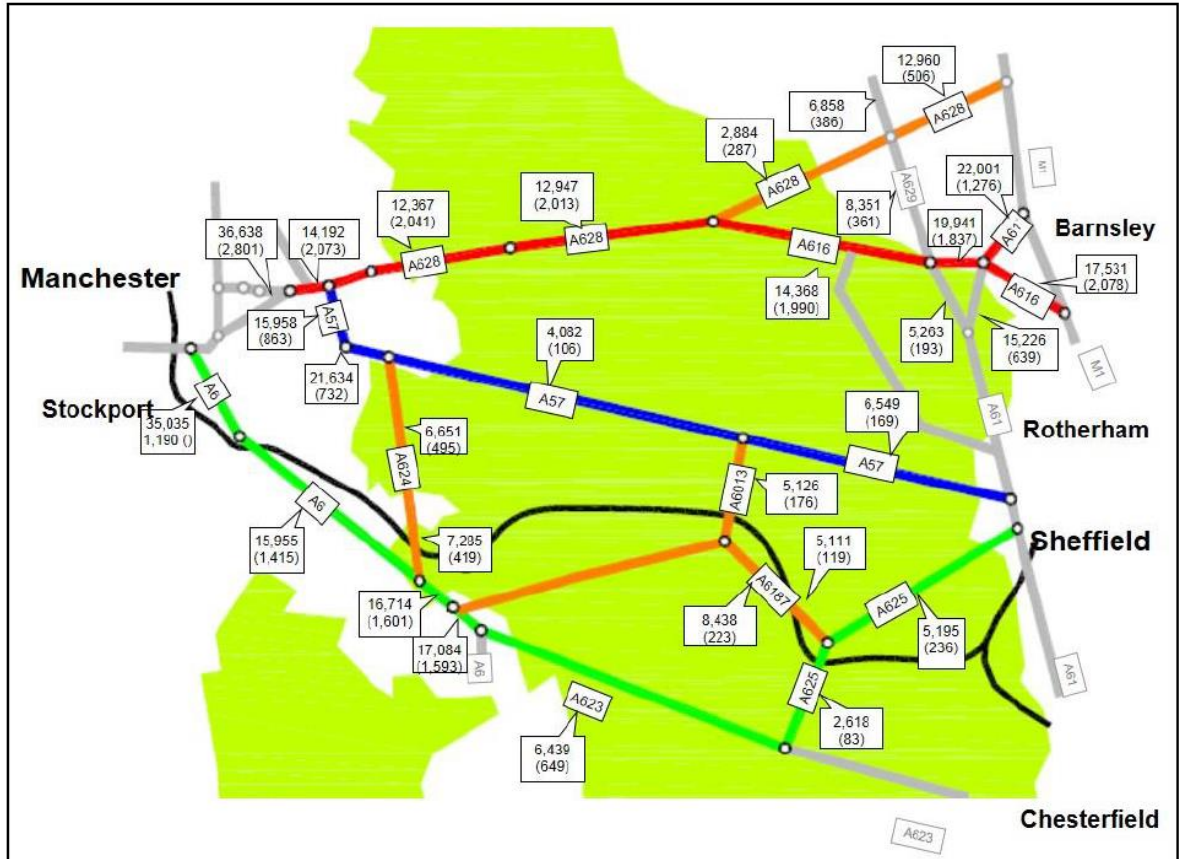 12,960
(506)
6,858
(386)
A628
2,884
(287)
A628
22,001
(1,276)
M1
12,947
(2,013)
12,367
(2,041)
8,351
(361)
A629
19,941
(1,837)
A61
Barnsley
36,638
(2,801)
14,192
(2,073)
A628
A628
A616
Manchester
14,368
(1,990)
A616
17,531
(2,078)
15,958
(863)
A57
4,082
(106)
5,263
(193)
15,226
(639)
M1
21,634
(732)
A6
A57
6,549
(169)
A61
Stockport
35,035
1,190 ()
6,651
(495)
Rotherham
A624
A57
A6013
5,126
(176)
A6
15,955
(1,415)
7,285
(419)
5,111
(119)
Sheffield
16,714
(1,601)
A6187
8,438
(223)
A625
5,195
(236)
17,084
(1,593)
A6
A61
A625
A623
2,618
(83)
6,439
(649)
Chesterfield
A623